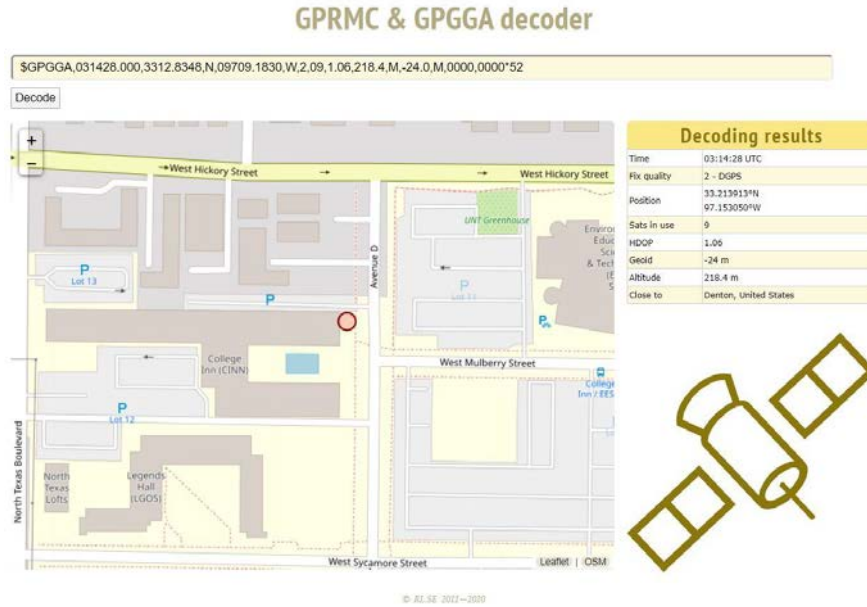 GPRMC & GPGGA decoder
$GPGGA,031428.000,3312.8348,N,09709.1830,W,2,09,1.06,218.4,M,-24.0,M,0000,0000*52
Decode
+
−
West Hickory Street
West Hickory Street
UNT Greenhouse
Avenue D
P
Lot 13
P
P
Lot 11
P
College
Inn (CINN)
West Mulberry Street
College
Inn / EES
P
Lot 12
North Texas Boulevard
North
Texas
Lofts
Legends
Hall
(LGOS)
West Sycamore Street
Leaflet | OSM
Decoding results
Time 03:14:28 UTC
Fix quality 2 - DGPS
Position 33.213913°N
97.153050°W
Sats in use 9
HDOP 1.06
Geoid -24 m
Altitude 218.4 m
Close to Denton, United States